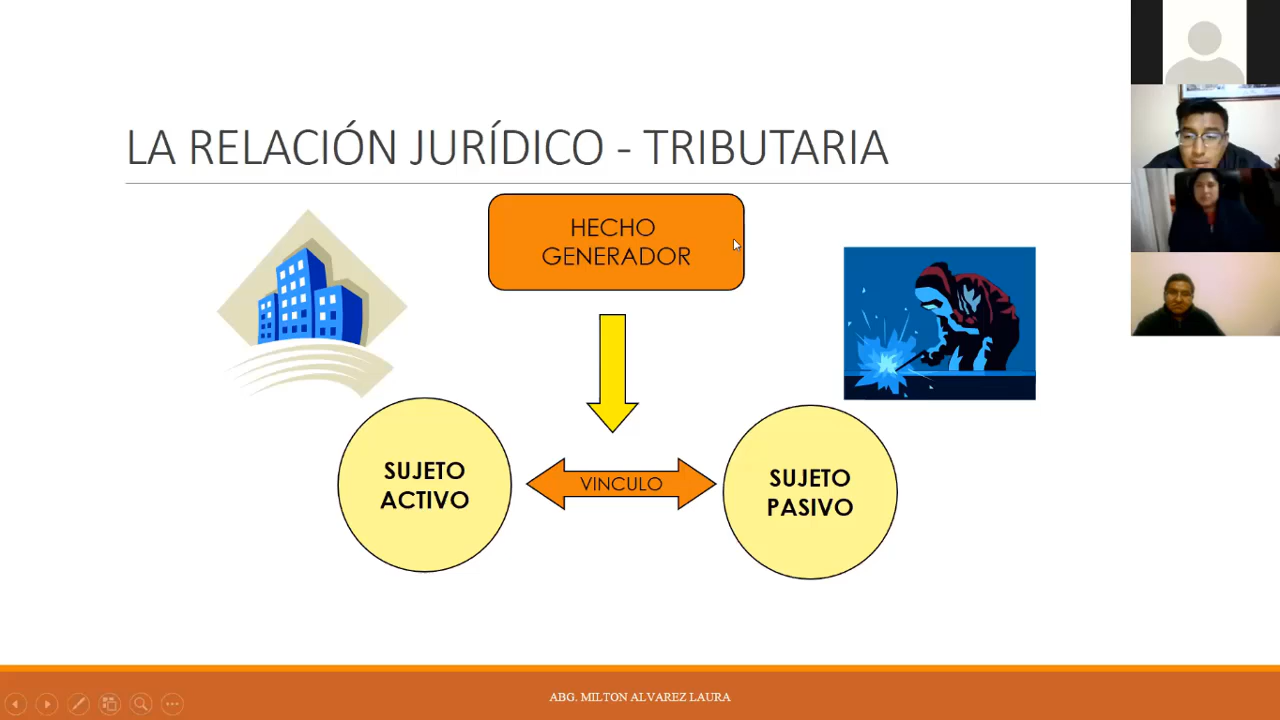 LA RELACIÓN JURÍDICO - TRIBUTARIA
HECHO
GENERADOR
SUJETO
ACTIVO
VINCULO
SUJETO
PASIVO
ABG. MILTON ALVAREZ LAURA